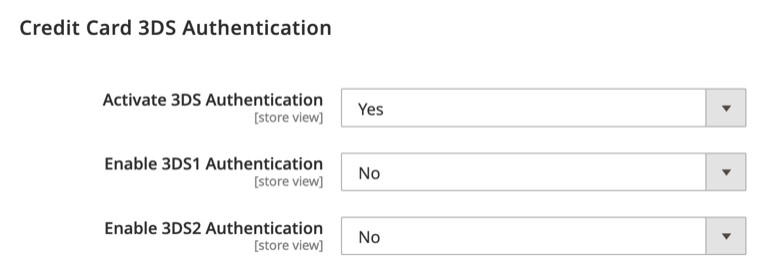 Credit Card 3DS Authentication
Activate 3DS Authentication
[store view]
Yes
Enable 3DS1 Authentication
[store view]
No
Enable 3DS2 Authentication
[store view]
No